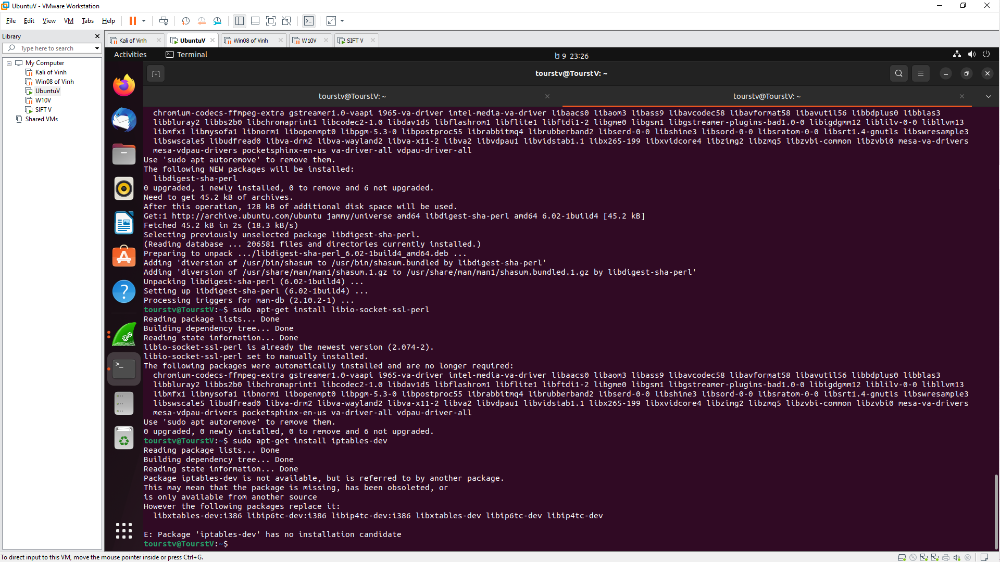 UbuntuV - VMware Workstation
File Edit View VM Tabs Help
Library
Type here to search
My Computer
Kali of Vinh
Win08 of Vinh
UbuntuV
W10V
SIFT V
Shared VMs
Kali of Vinh UbuntuV Win08 of Vinh W10V SIFT V
Activities Terminal 9 23:26
tourstv@TourstV: ~
tourstv@TourstV: ~ tourstv@TourstV: ~
chromium-codecs-ffmpeg-extra gstreamer1.0-vaapi i965-va-driver intel-media-va-driver libaacs0 libaom3 libass9 libavcodec58 libavformat58 libavutil56 libbdplus0 libblas3
libbluray2 libbs2b0 libchromaprint1 libcodec2-1.0 libdav1d5 libflashrom1 libflite1 libftdi1-2 libgme0 libgsm1 libgstreamer-plugins-bad1.0-0 libigdgmm12 liblilv-0-0 libllvm13
libmfx1 libmysofa1 libnorm1 libopenmpt0 libpgm-5.3-0 libpostproc55 librabbitmq4 librubberband2 libserd-0-0 libshine3 libsord-0-0 libsratom-0-0 libsrt1.4-gnutls libswresample3
libswscale5 libudfread0 libva-drm2 libva-wayland2 libva-x11-2 libva2 libvdpau1 libvidstab1.1 libx265-199 libxvidcore4 libzimg2 libzmq5 libzvbi-common libzvbi0 mesa-va-drivers
mesa-vdpau-drivers pocketsphinx-en-us va-driver-all vdpau-driver-all
Use 'sudo apt autoremove' to remove them.
The following NEW packages will be installed:
libdigest-sha-perl
0 upgraded, 1 newly installed, 0 to remove and 6 not upgraded.
Need to get 45.2 kB of archives.
After this operation, 128 kB of additional disk space will be used.
Get:1 http://archive.ubuntu.com/ubuntu jammy/universe amd64 libdigest-sha-perl amd64 6.02-1build4 [45.2 kB]
Fetched 45.2 kB in 2s (18.3 kB/s)
Selecting previously unselected package libdigest-sha-perl.
(Reading database ... 206581 files and directories currently installed.)
Preparing to unpack .../libdigest-sha-perl_6.02-1build4_amd64.deb ...
Adding 'diversion of /usr/bin/shasum to /usr/bin/shasum.bundled by libdigest-sha-perl'
Adding 'diversion of /usr/share/man/man1/shasum.1.gz to /usr/share/man/man1/shasum.bundled.1.gz by libdigest-sha-perl'
Unpacking libdigest-sha-perl (6.02-1build4) ...
Setting up libdigest-sha-perl (6.02-1build4) ...
Processing triggers for man-db (2.10.2-1) ...
tourstv@TourstV:~$ sudo apt-get install libio-socket-ssl-perl
Reading package lists... Done
Building dependency tree... Done
Reading state information... Done
libio-socket-ssl-perl is already the newest version (2.074-2).
libio-socket-ssl-perl set to manually installed.
The following packages were automatically installed and are no longer required:
chromium-codecs-ffmpeg-extra gstreamer1.0-vaapi i965-va-driver intel-media-va-driver libaacs0 libaom3 libass9 libavcodec58 libavformat58 libavutil56 libbdplus0 libblas3
libbluray2 libbs2b0 libchromaprint1 libcodec2-1.0 libdav1d5 libflashrom1 libflite1 libftdi1-2 libgme0 libgsm1 libgstreamer-plugins-bad1.0-0 libigdgmm12 liblilv-0-0 libllvm13
libmfx1 libmysofa1 libnorm1 libopenmpt0 libpgm-5.3-0 libpostproc55 librabbitmq4 librubberband2 libserd-0-0 libshine3 libsord-0-0 libsratom-0-0 libsrt1.4-gnutls libswresample3
libswscale5 libudfread0 libva-drm2 libva-wayland2 libva-x11-2 libva2 libvdpau1 libvidstab1.1 libx265-199 libxvidcore4 libzimg2 libzmq5 libzvbi-common libzvbi0 mesa-va-drivers
mesa-vdpau-drivers pocketsphinx-en-us va-driver-all vdpau-driver-all
Use 'sudo apt autoremove' to remove them.
0 upgraded, 0 newly installed, 0 to remove and 6 not upgraded.
tourstv@TourstV:~$ sudo apt-get install iptables-dev
Reading package lists... Done
Building dependency tree... Done
Reading state information... Done
Package iptables-dev is not available, but is referred to by another package.
This may mean that the package is missing, has been obsoleted, or
is only available from another source
However the following packages replace it:
libxtables-dev:i386 libip6tc-dev:i386 libip4tc-dev:i386 libxtables-dev libip6tc-dev libip4tc-dev
E: Package 'iptables-dev' has no installation candidate
tourstv@TourstV:~$
To direct input to this VM, move the mouse pointer inside or press Ctrl+G.